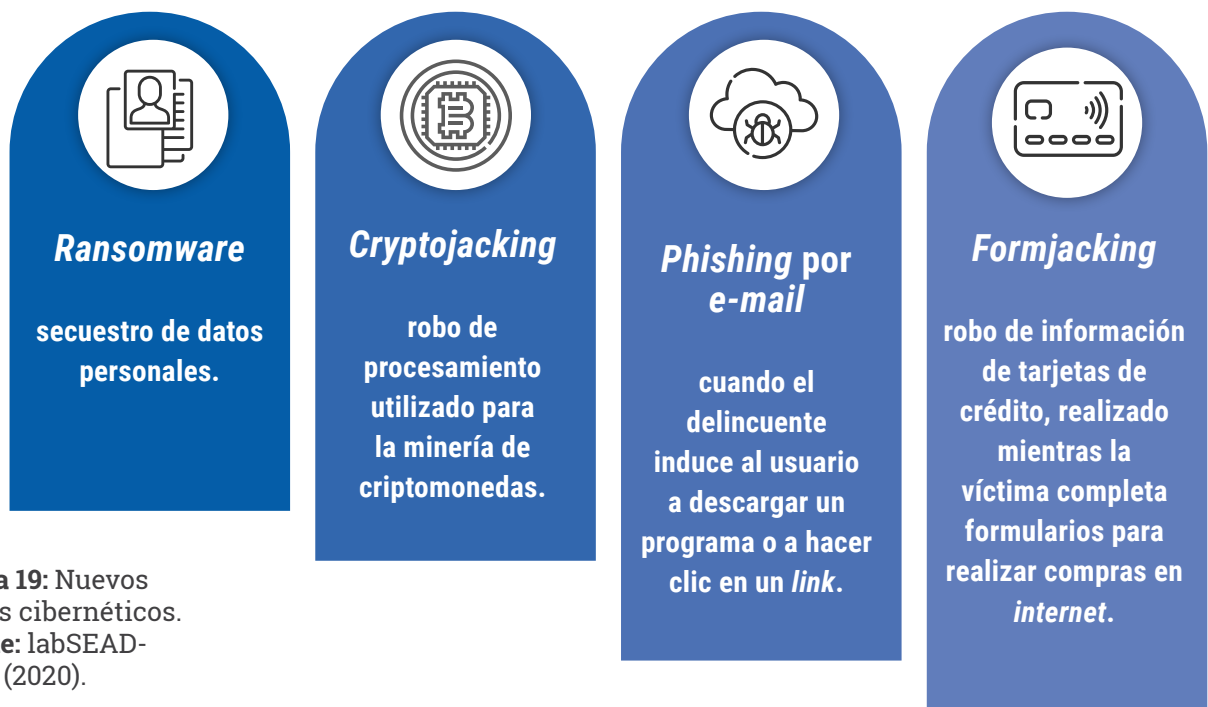 Ransomware
secuestro de datos
personales.
Cryptojacking
robo de
procesamiento
utilizado para
la minería de
criptomonedas.
Phishing por
e-mail
cuando el
delincuente
induce al usuario
a descargar un
programa o a hacer
clic en un link.
Formjacking
robo de información
de tarjetas de
crédito, realizado
mientras la
víctima completa
formularios para
realizar compras en
internet.
a 19: Nuevos
s cibernéticos.
e: labSEAD-
(2020).